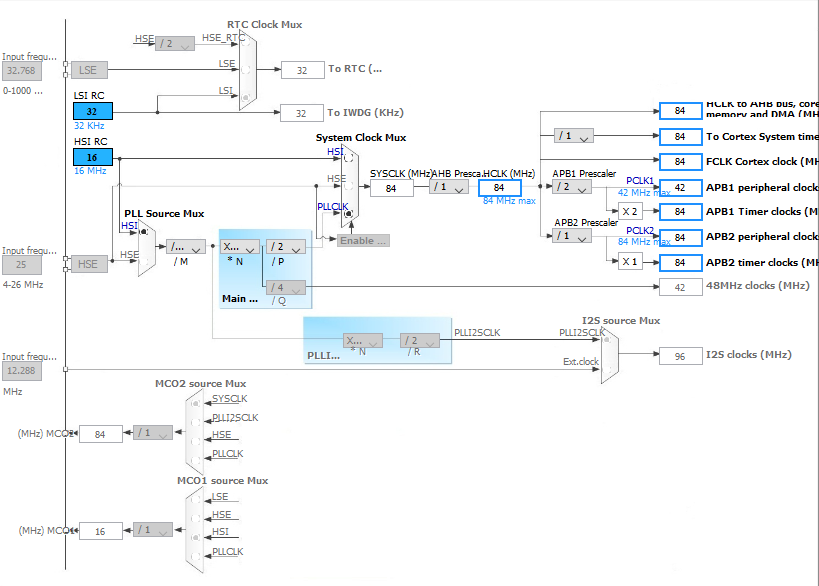 RTC Clock Mux
HSE
/ 2
HSE_RTC
Input frequ...
32.768
0-1000 ...
LSE
LSE
32
To RTC (...
LSI RC
32
32 KHz
LSI
32
To IWDG (KHz)
HSI RC
16
16 MHz
System Clock Mux
HSI
HSE
PLLCLK
SYSCLK (MHz)
84
AHB Presca...
/ 1
HCLK (MHz)
84
84 MHz max
84
HCLK to AHB bus, core
memory and DMA (MH
/ 1
84
To Cortex System time
84
FCLK Cortex clock (MH
APB1 Prescaler
/ 2
PCLK1
42 MHz max
42
APB1 peripheral clock
X 2
84
APB1 Timer clocks (M
APB2 Prescaler
/ 1
PCLK2
84 MHz max
84
APB2 peripheral clock
X 1
84
APB2 timer clocks (MH
PLL Source Mux
HSI
HSE
Input frequ...
25
4-26 MHz
HSE
/...
/ M
X...
* N
/ 2
/ P
Enable ...
Main ...
/ 4
/ Q
42
48MHz clocks (MHz)
PLLI...
X...
* N
/ 2
/ R
PLLI2SCLK
I2S source Mux
PLLI2SCLK
Ext.clock
96
I2S clocks (MHz)
Input frequ...
12.288
MHz
MCO2 source Mux
SYSCLK
PLLI2SCLK
HSE
PLLCLK
(MHz) MCO2
84
/ 1
MCO1 source Mux
LSE
HSE
HSI
PLLCLK
(MHz) MCO1
16
/ 1